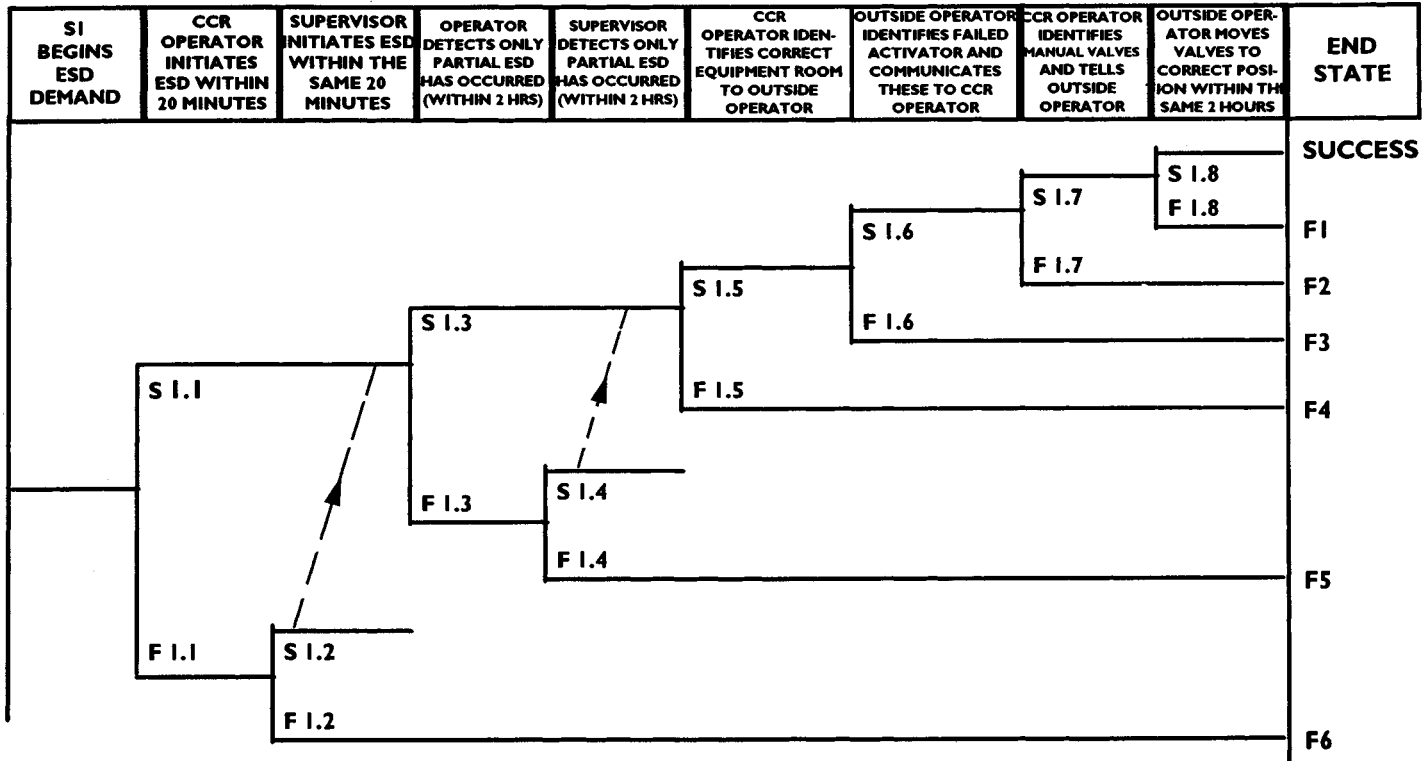 S1
BEGINS
ESD
DEMAND
CCR
OPERATOR
INITIATES
ESD WITHIN
20 MINUTES
SUPERVISOR
INITIATES ESD
WITHIN THE
SAME 20
MINUTES
OPERATOR
DETECTS ONLY
PARTIAL ESD
HAS OCCURRED
(WITHIN 2 HRS)
SUPERVISOR
DETECTS ONLY
PARTIAL ESD
HAS OCCURRED
(WITHIN 2 HRS)
CCR
OPERATOR IDEN-
TIFIES CORRECT
EQUIPMENT ROOM
TO OUTSIDE
OPERATOR
OUTSIDE OPERATOR
IDENTIFIES FAILED
ACTIVATOR AND
COMMUNICATES
THESE TO CCR
OPERATOR
CCR OPERATOR
IDENTIFIES
MANUAL VALVES
AND TELLS
OUTSIDE
OPERATOR
OUTSIDE OPER-
ATOR MOVES
VALVES TO
CORRECT POSI-
ION WITHIN TH
SAME 2 HOURS
END
STATE
SUCCESS
S 1.8
F 1.8
F1
S 1.7
F 1.7
F2
S 1.6
F 1.6
F3
S 1.5
F 1.5
F4
S 1.3
F 1.3
S 1.4
F 1.4
F5
S 1.1
F 1.1
S 1.2
F 1.2
F6